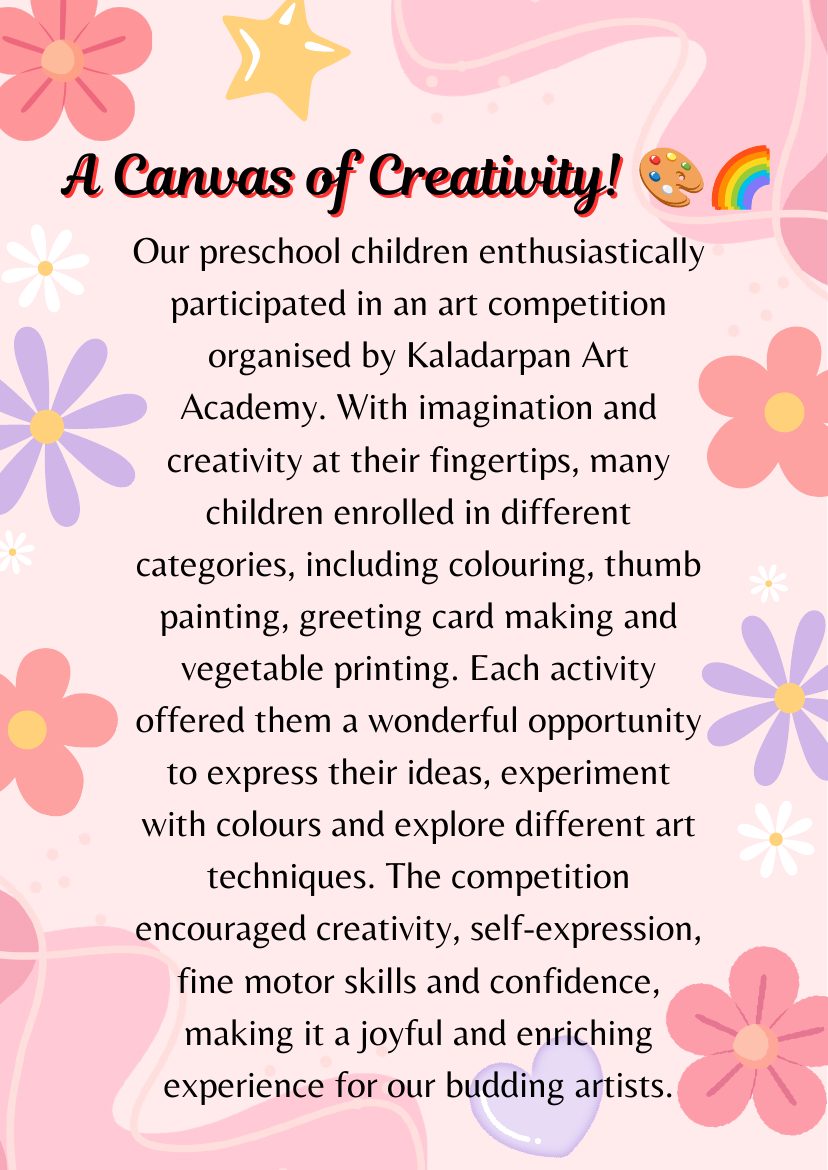 A Canvas of Creativity! 🎨🌈
Our preschool children enthusiastically
participated in an art competition
organised by Kaladarpan Art
Academy. With imagination and
creativity at their fingertips, many
children enrolled in different
categories, including colouring, thumb
painting, greeting card making and
vegetable printing. Each activity
offered them a wonderful opportunity
to express their ideas, experiment
with colours and explore different art
techniques. The competition
encouraged creativity, self-expression,
fine motor skills and confidence,
making it a joyful and enriching
experience for our budding artists.